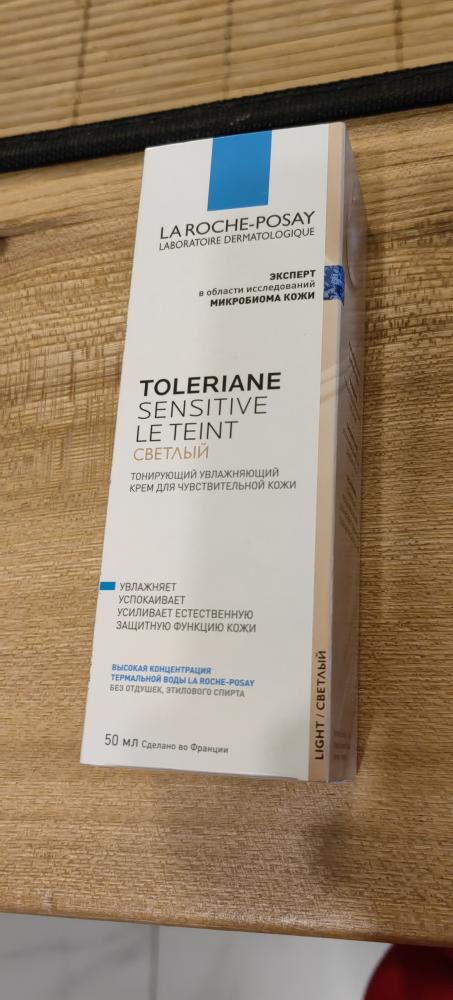 LA ROCHE-POSAY
LABORATOIRE DERMATOLOGIQUE
ЭКСПЕРТ
в области исследований
МИКРОБИОМА КОЖИ
TOLERIANE
SENSITIVE
LE TEINT
СВЕТЛЫЙ
ТОНИРУЮЩИЙ УВЛАЖНЯЮЩИЙ
КРЕМ ДЛЯ ЧУВСТВИТЕЛЬНОЙ КОЖИ
УВЛАЖНЯЕТ
УСПОКАИВАЕТ
УСИЛИВАЕТ ЕСТЕСТВЕННУЮ
ЗАЩИТНУЮ ФУНКЦИЮ КОЖИ
ВЫСОКАЯ КОНЦЕНТРАЦИЯ
ТЕРМАЛЬНОЙ ВОДЫ LA ROCHE-POSAY
БЕЗ ОТДУШЕК, ЭТИЛОВОГО СПИРТА
50 МЛ Сделано во Франции
LIGHT / СВЕТЛЫЙ